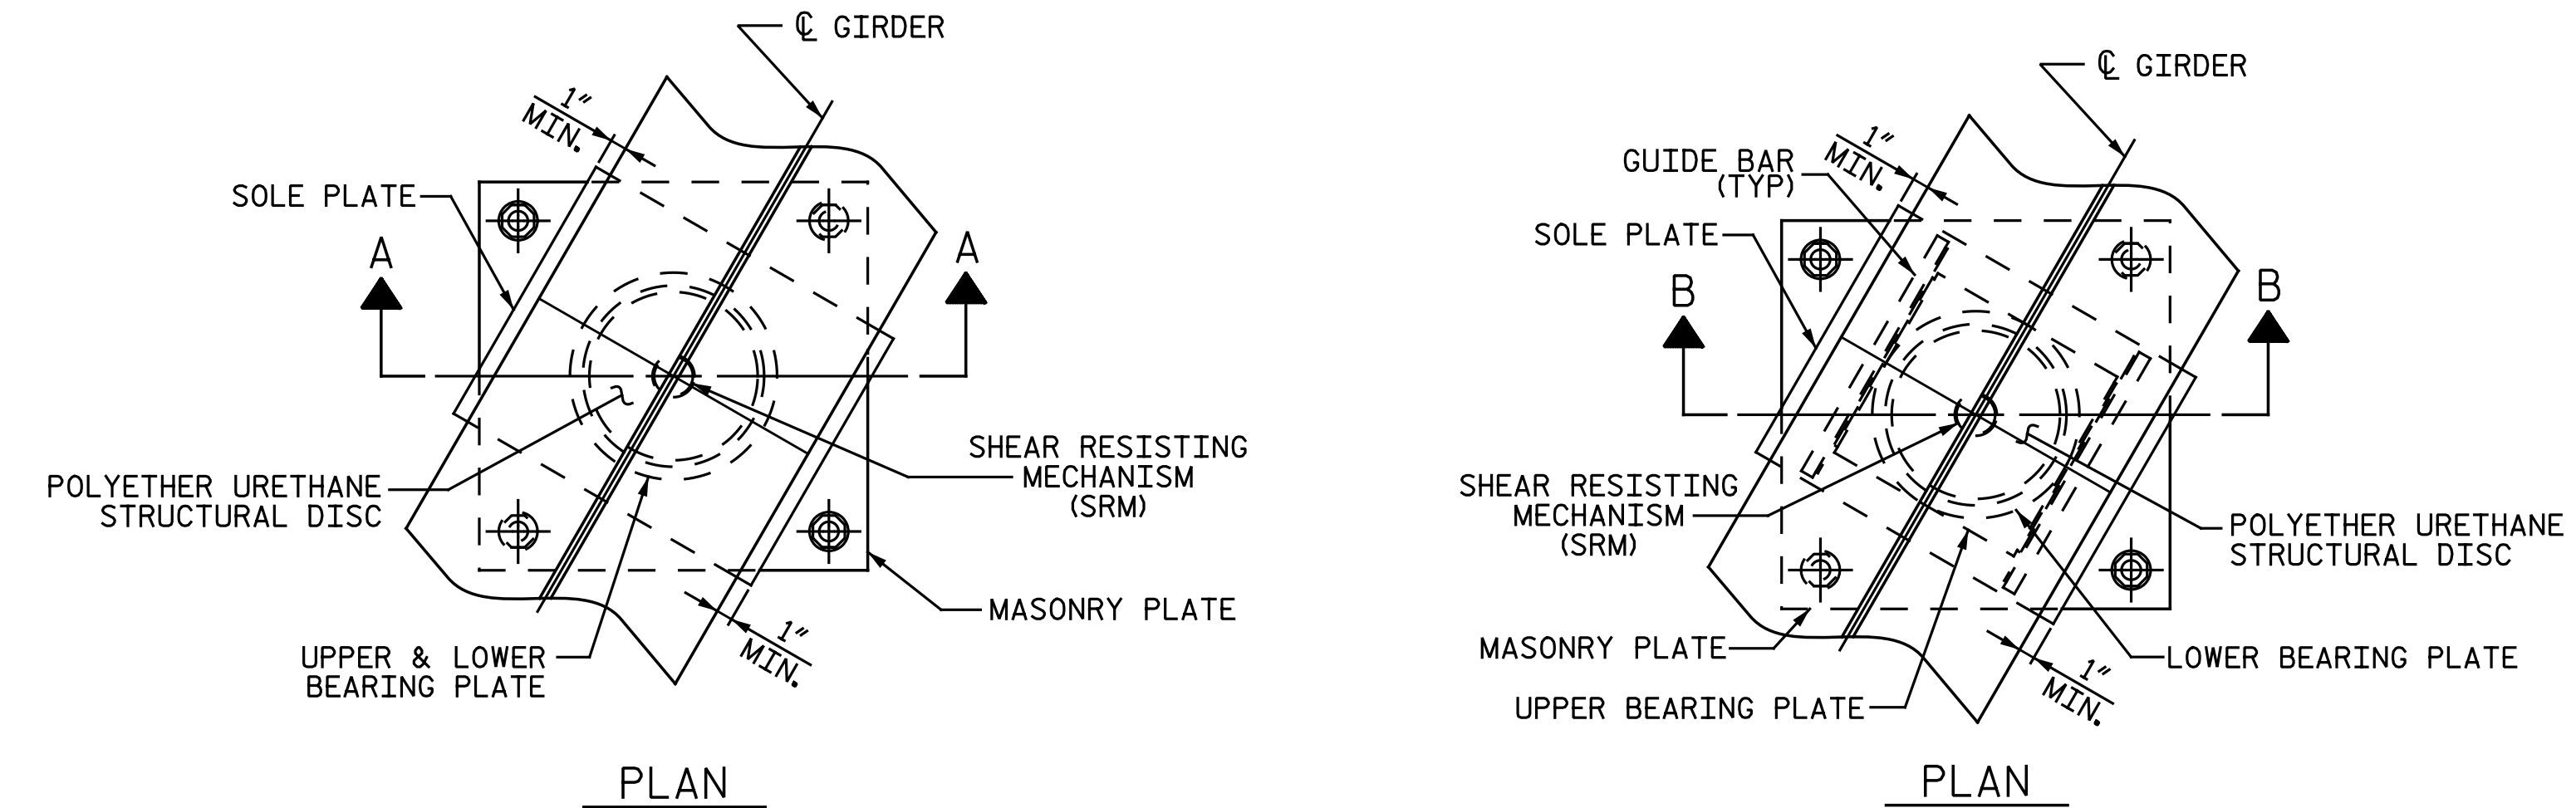 ℄ GIRDER
1"
MIN.
SOLE PLATE
A
A
SHEAR RESISTING
MECHANISM
(SRM)
POLYETHER URETHANE
STRUCTURAL DISC
MASONRY PLATE
1"
MIN.
UPPER & LOWER
BEARING PLATE
PLAN
℄ GIRDER
1"
MIN.
GUIDE BAR
(TYP)
SOLE PLATE
B
B
SHEAR RESISTING
MECHANISM
(SRM)
POLYETHER URETHANE
STRUCTURAL DISC
MASONRY PLATE
LOWER BEARING PLATE
1"
MIN.
UPPER BEARING PLATE
PLAN